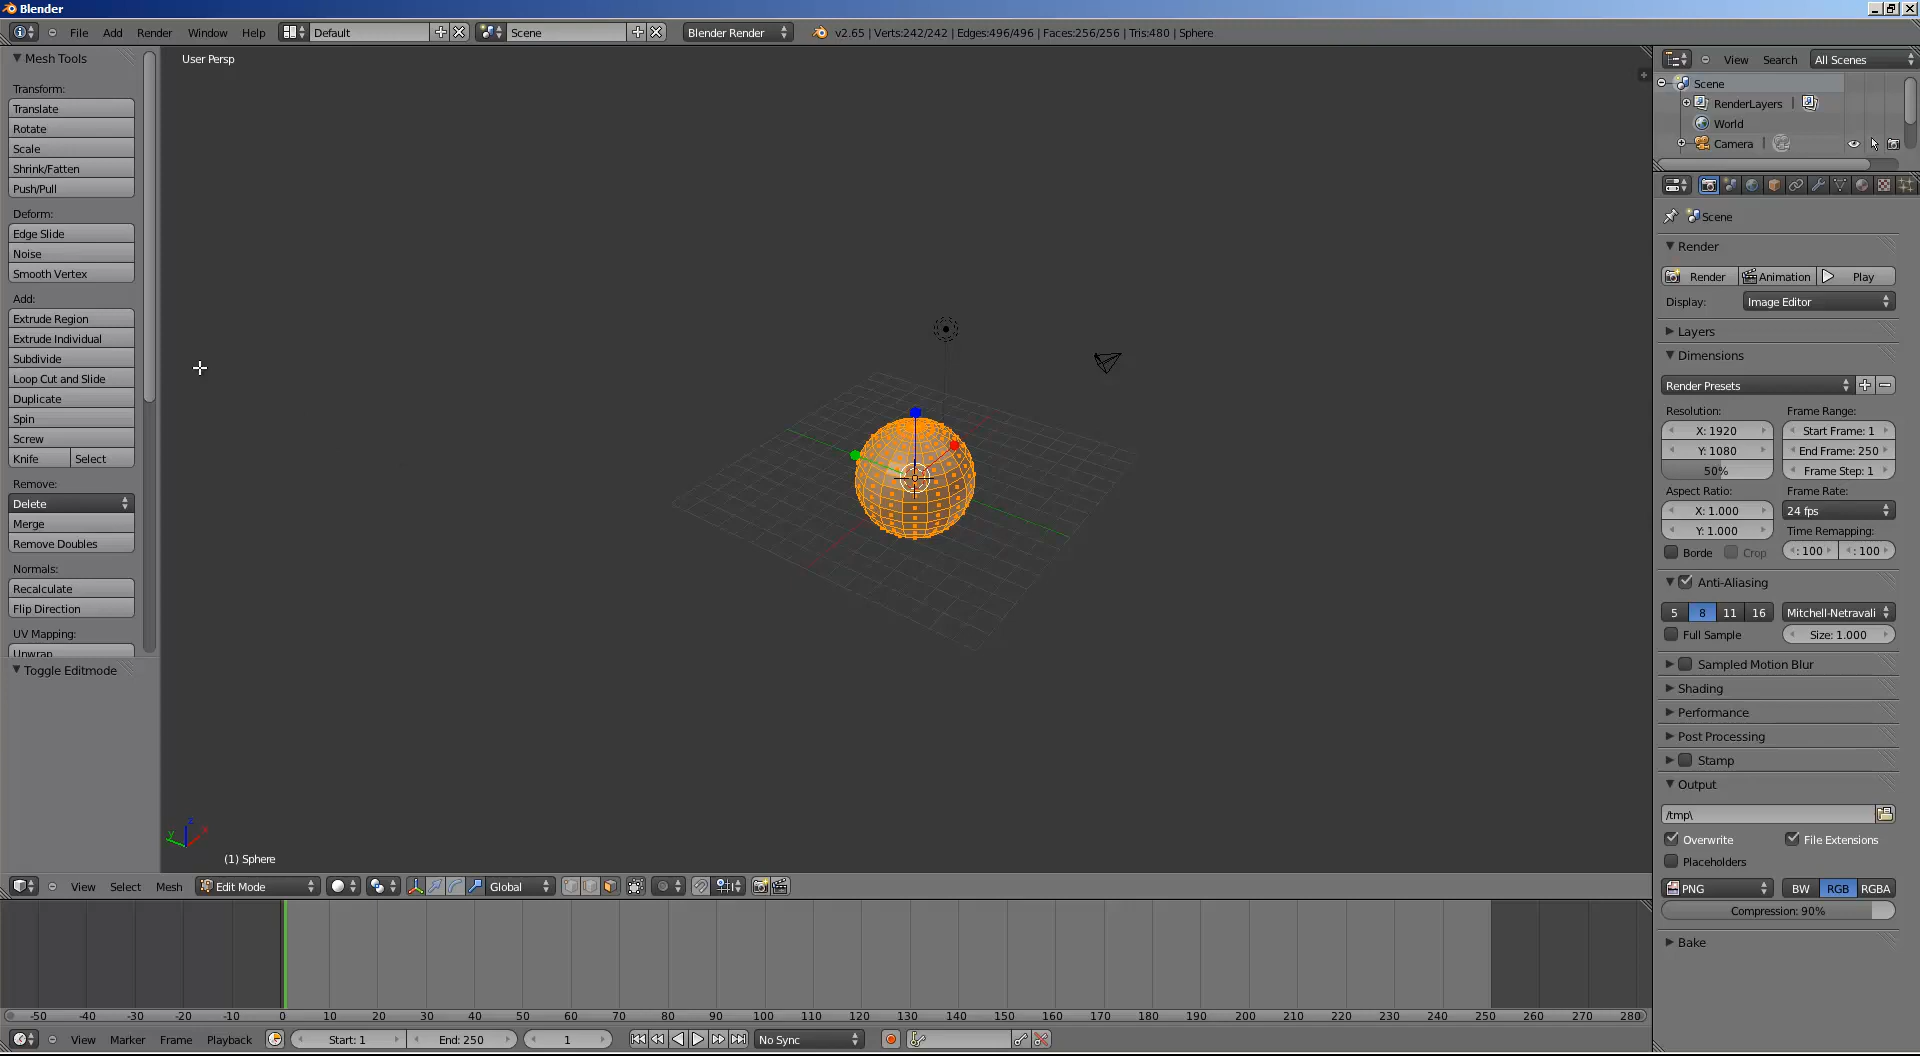 Blender
File Add Render Window Help Default Scene Blender Render v2.65 | Verts:242/242 | Edges:496/496 | Faces:256/256 | Tris:480 | Sphere
Mesh Tools
Transform:
Translate
Rotate
Scale
Shrink/Fatten
Push/Pull
Deform:
Edge Slide
Noise
Smooth Vertex
Add:
Extrude Region
Extrude Individual
Subdivide
Loop Cut and Slide
Duplicate
Spin
Screw
Knife Select
Remove:
Delete
Merge
Remove Doubles
Normals:
Recalculate
Flip Direction
UV Mapping:
Unwrap
Toggle Editmode
User Persp
y z x
(1) Sphere
View Select Mesh Edit Mode Global
-50 -40 -30 -20 -10 0 10 20 30 40 50 60 70 80 90 100 110 120 130 140 150 160 170 180 190 200 210 220 230 240 250 260 270 280
View Marker Frame Playback Start: 1 End: 250 1 No Sync
View Search All Scenes
Scene
RenderLayers |
World
Camera |
Scene
Render
Render Animation Play
Display: Image Editor
Layers
Dimensions
Render Presets
Resolution: Frame Range:
X: 1920 Start Frame: 1
Y: 1080 End Frame: 250
50% Frame Step: 1
Aspect Ratio: Frame Rate:
X: 1.000 24 fps
Y: 1.000 Time Remapping:
Borde Crop : 100 : 100
Anti-Aliasing
5 8 11 16 Mitchell-Netravali
Full Sample Size: 1.000
Sampled Motion Blur
Shading
Performance
Post Processing
Stamp
Output
/tmp\
Overwrite File Extensions
Placeholders
PNG BW RGB RGBA
Compression: 90%
Bake